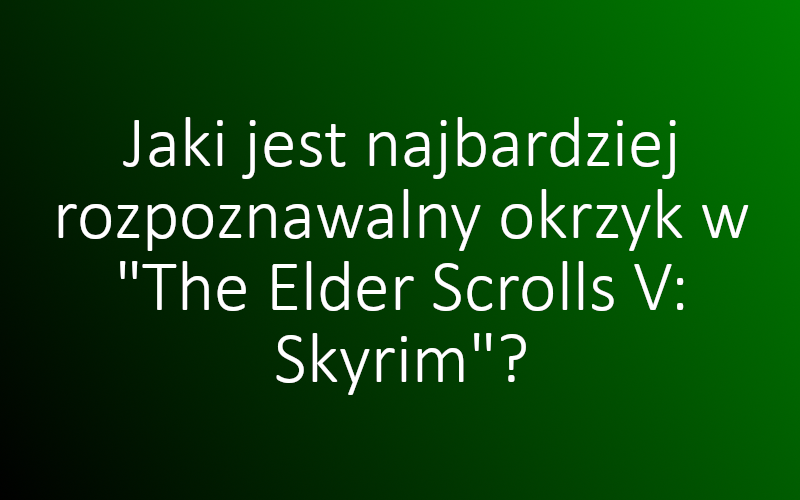 Jaki jest najbardziej
rozpoznawalny okrzyk w
"The Elder Scrolls V:
Skyrim"?